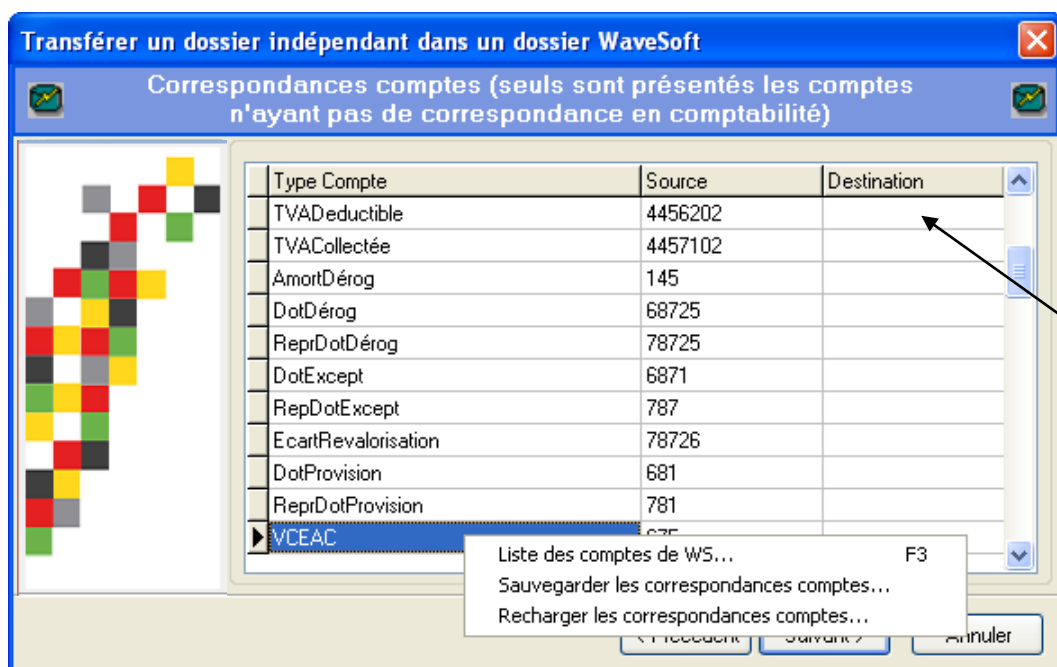 Transférer un dossier indépendant dans un dossier WaveSoft
Correspondances comptes (seuls sont présentés les comptes
n'ayant pas de correspondance en comptabilité)
Type Compte Source Destination
TVADeductible 4456202
TVACollectée 4457102
AmortDérog 145
DotDérog 68725
ReprDotDérog 78725
DotExcept 6871
RepDotExcept 787
EcartRevalorisation 78726
DotProvision 681
ReprDotProvision 781
VCEAC 675
Liste des comptes de WS... F3
Sauvegarder les correspondances comptes...
Recharger les correspondances comptes...
< Précédent Suivant > Annuler